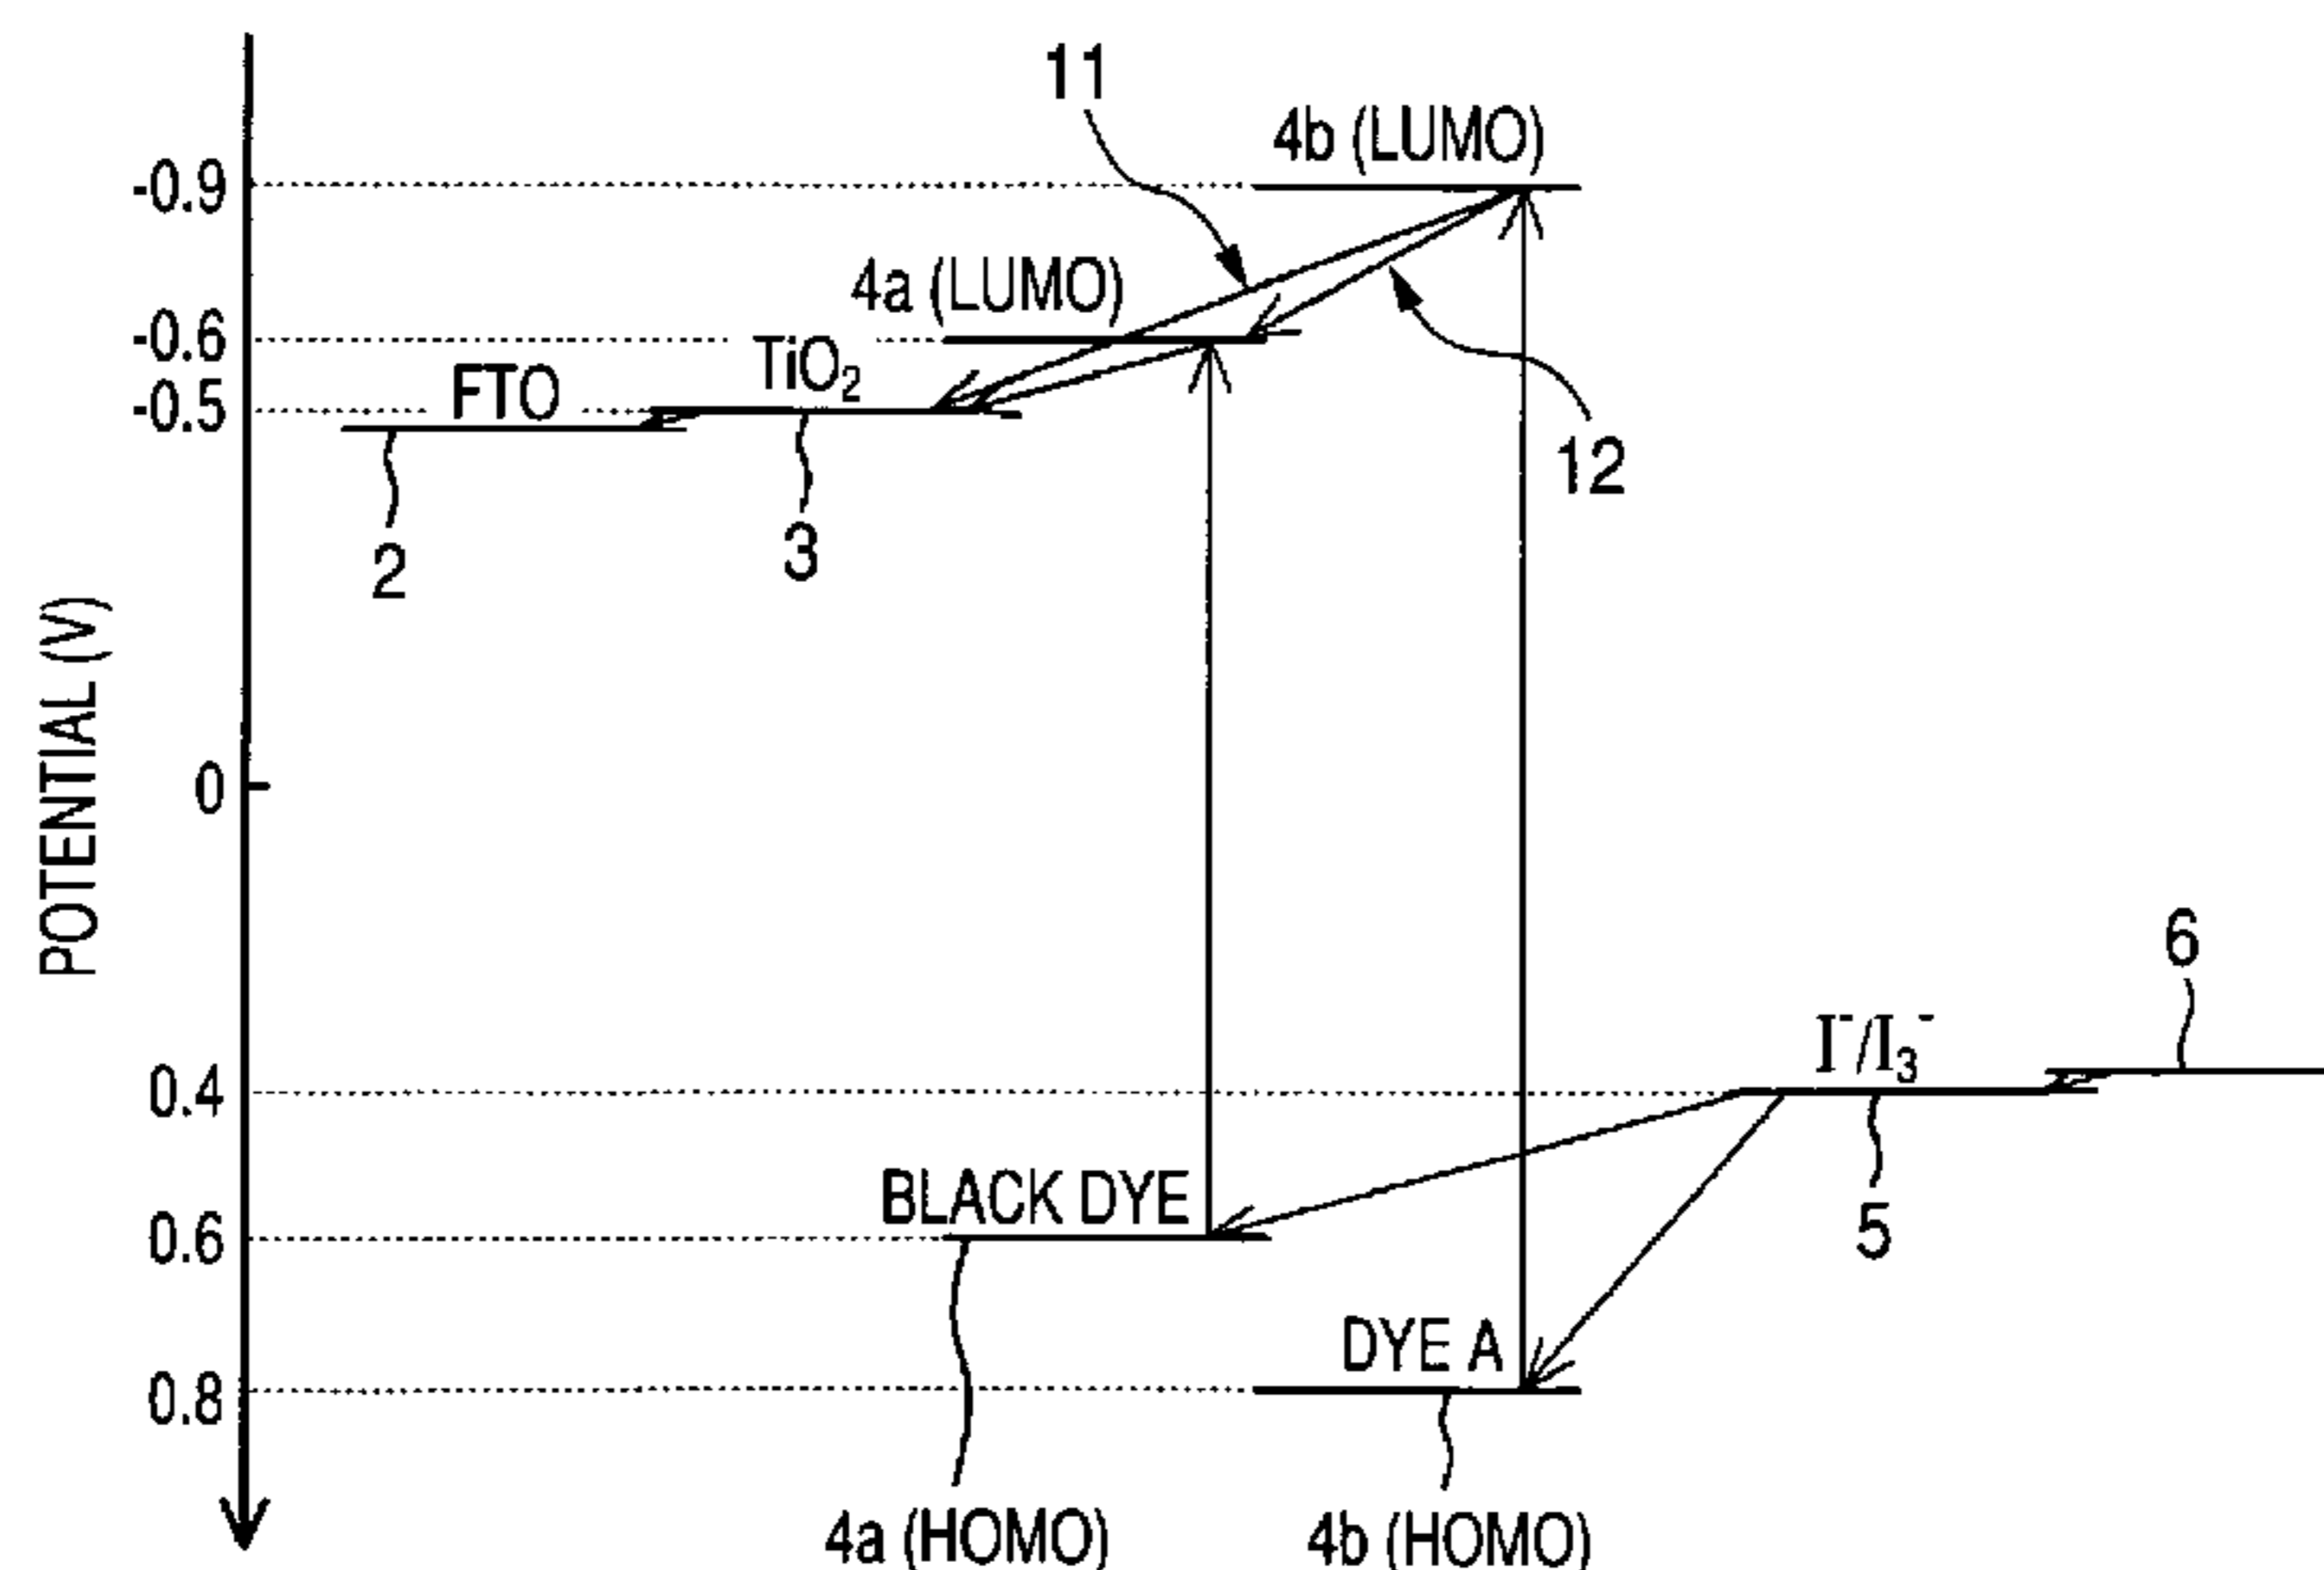 11
4b (LUMO)
-0.9
4a (LUMO)
-0.6
TiO₂
-0.5
FTO
12
2
3
POTENTIAL (V)
0
6
I⁻/I₃⁻
0.4
BLACK DYE
5
0.6
DYE A
0.8
4a (HOMO)
4b (HOMO)